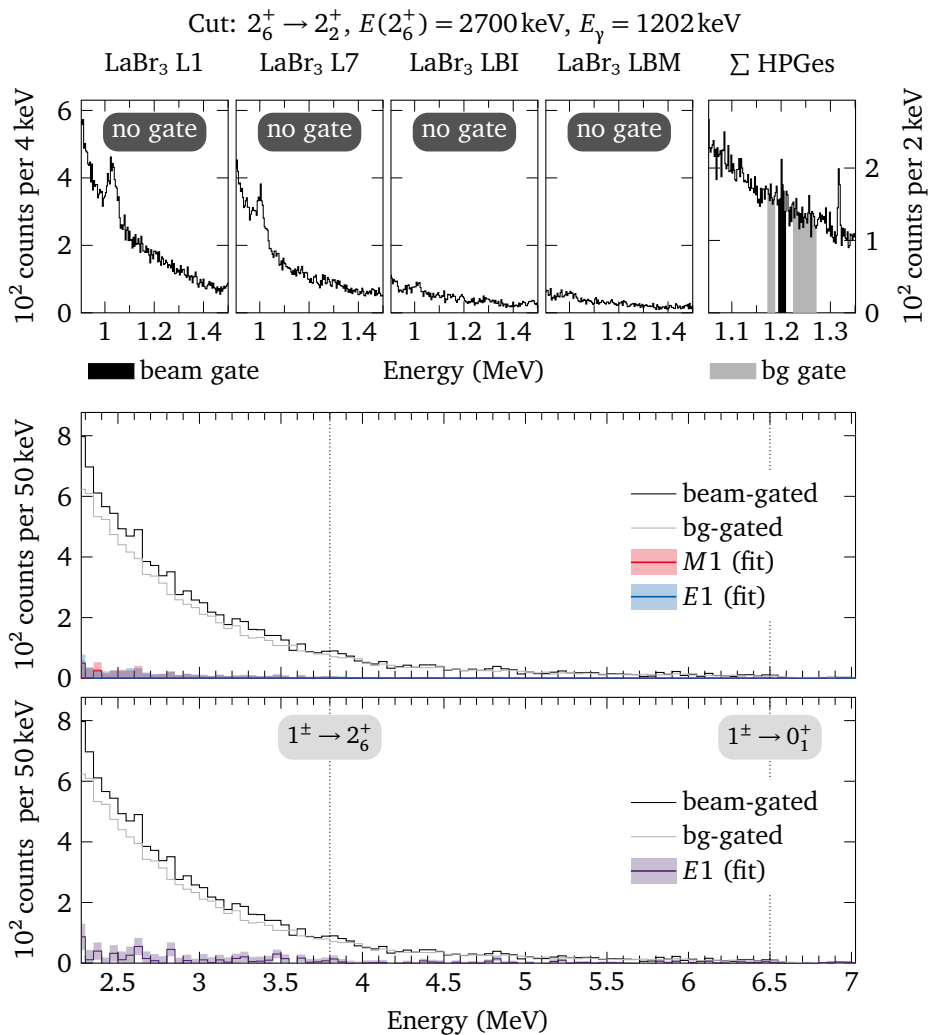 Cut: 2₆⁺ → 2₂⁺, E(2₆⁺) = 2700 keV, Eγ = 1202 keV
LaBr₃ L1 LaBr₃ L7 LaBr₃ LBI LaBr₃ LBM ∑ HPGes
no gate no gate no gate no gate
10² counts per 4 keV
6
4
2
0
1 1.2 1.4 1 1.2 1.4 1 1.2 1.4 1 1.2 1.4 1.1 1.2 1.3
2
1
0
10² counts per 2 keV
beam gate Energy (MeV) bg gate
10² counts per 50 keV
8
6
4
2
0
beam-gated
bg-gated
M1 (fit)
E1 (fit)
10² counts per 50 keV
8
6
4
2
0
1± → 2₆⁺ 1± → 0₁⁺
beam-gated
bg-gated
E1 (fit)
2.5 3 3.5 4 4.5 5 5.5 6 6.5 7
Energy (MeV)